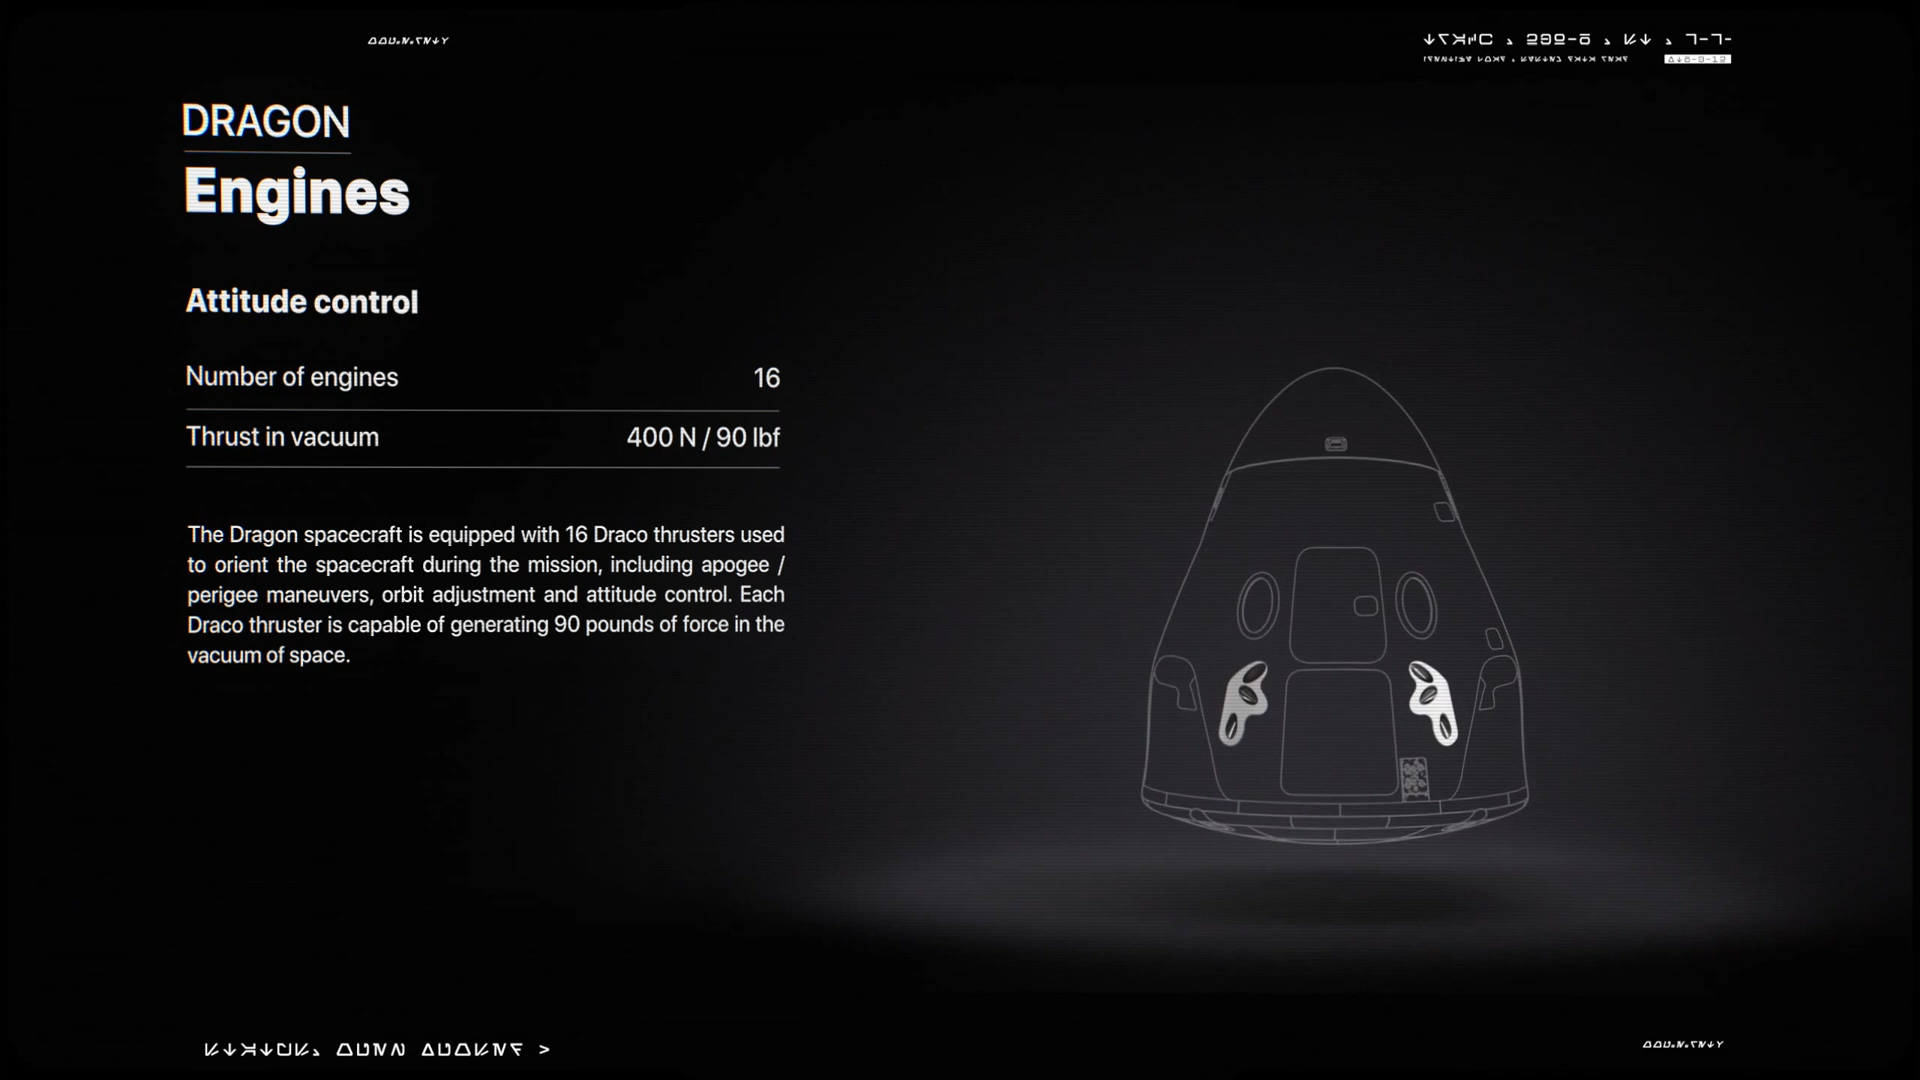 DRAGON
Engines
Attitude control
Number of engines 16
Thrust in vacuum 400 N / 90 lbf
The Dragon spacecraft is equipped with 16 Draco thrusters used
to orient the spacecraft during the mission, including apogee /
perigee maneuvers, orbit adjustment and attitude control. Each
Draco thruster is capable of generating 90 pounds of force in the
vacuum of space.